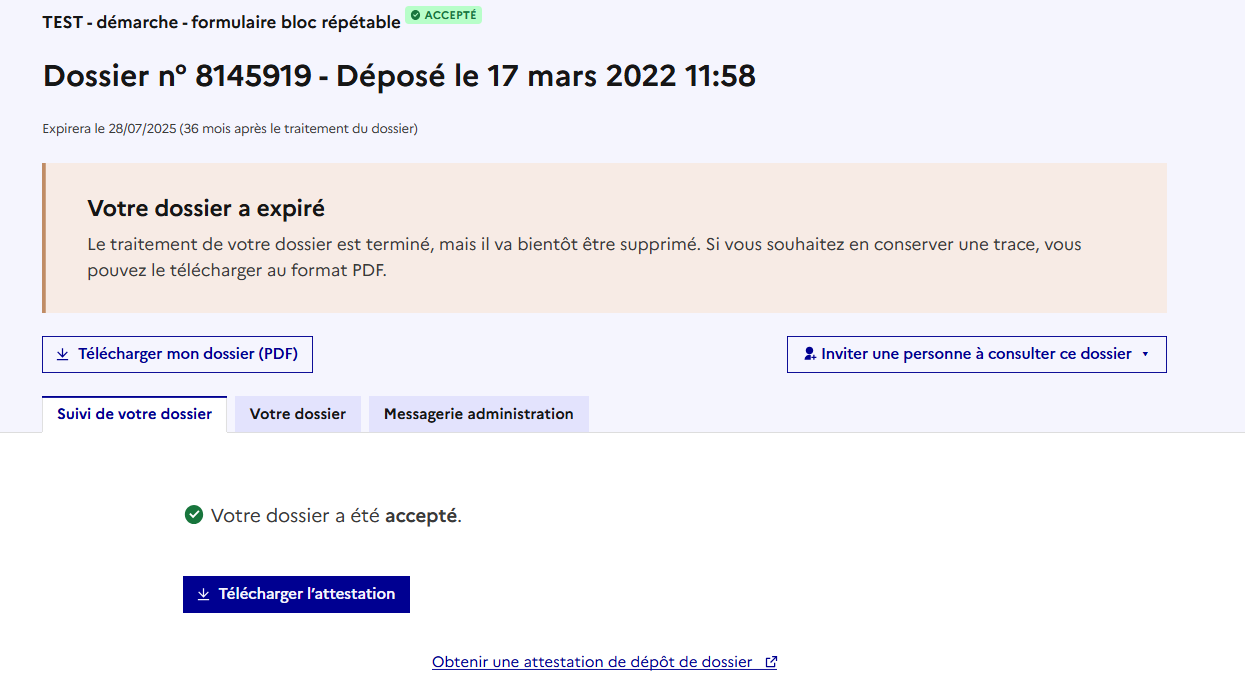 TEST - démarche - formulaire bloc répétable ACCEPTÉ
Dossier nº 8145919 - Déposé le 17 mars 2022 11:58
Expirera le 28/07/2025 (36 mois après le traitement du dossier)
Votre dossier a expiré
Le traitement de votre dossier est terminé, mais il va bientôt être supprimé. Si vous souhaitez en conserver une trace, vous
pouvez le télécharger au format PDF.
Télécharger mon dossier (PDF)
Inviter une personne à consulter ce dossier
Suivi de votre dossier
Votre dossier
Messagerie administration
Votre dossier a été accepté.
Télécharger l’attestation
Obtenir une attestation de dépôt de dossier